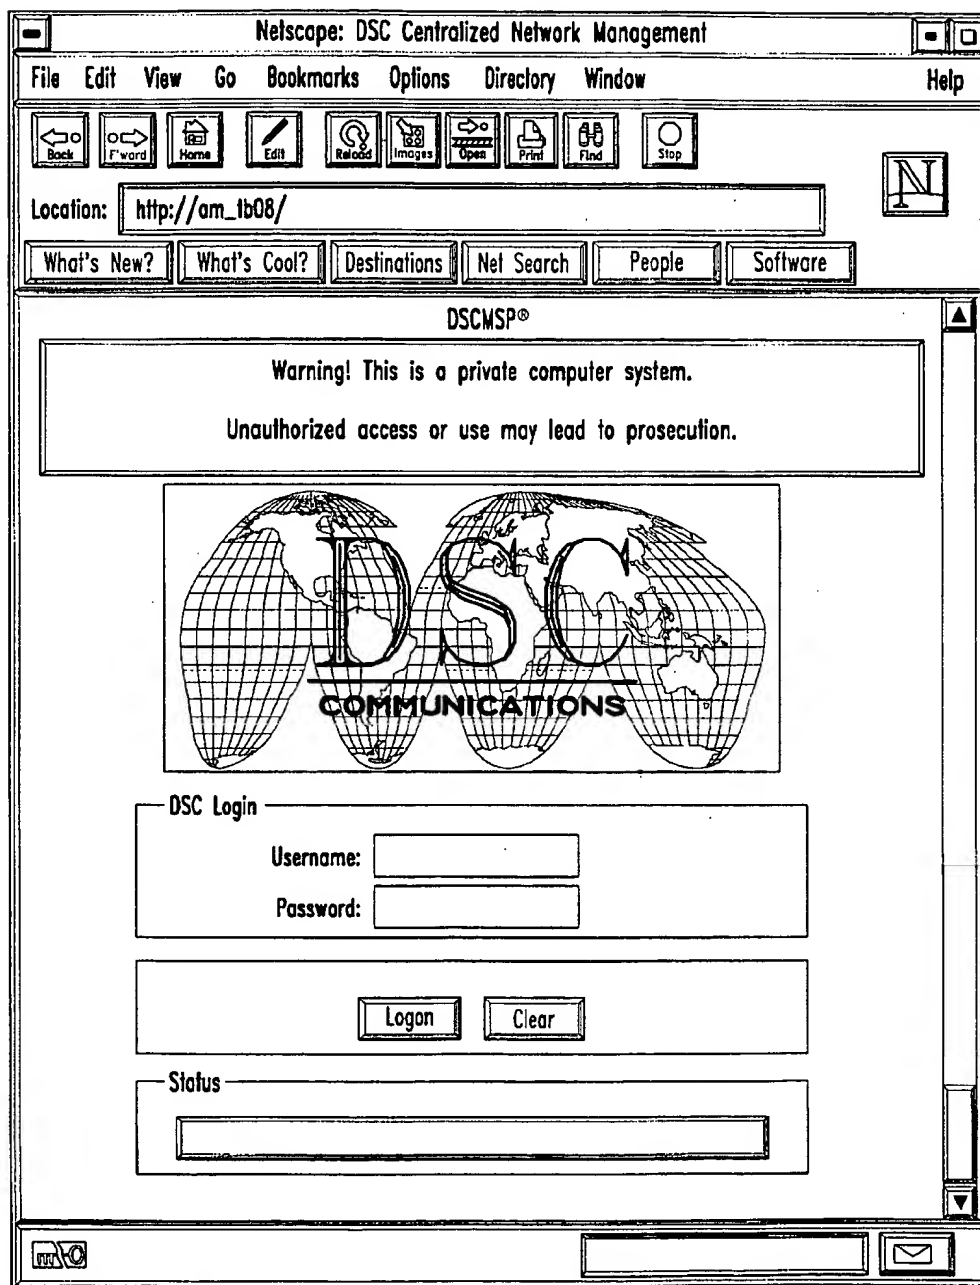 Netscape: DSC Centralized Network Management
File Edit View Go Bookmarks Options Directory Window Help
Back F'ward Home Edit Reload Images Open Print Find Stop
N
Location: http://am_tb08/
What's New? What's Cool? Destinations Net Search People Software
DSCMSP®
Warning! This is a private computer system.
Unauthorized access or use may lead to prosecution.
DSC
COMMUNICATIONS
DSC Login
Username:
Password:
Logon Clear
Status